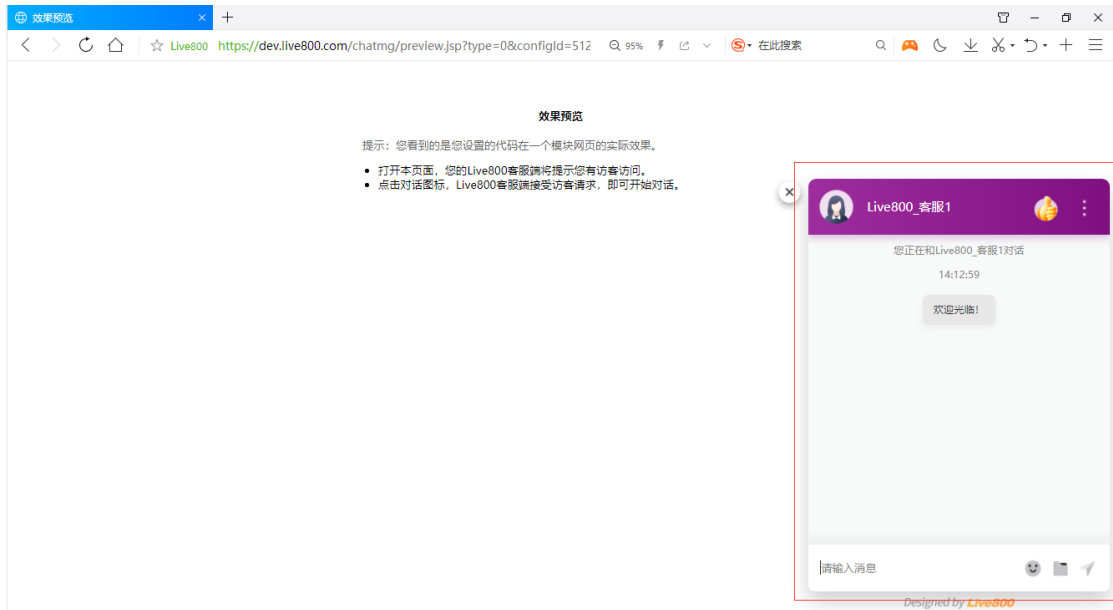 效果预览
Live800 https://dev.live800.com/chatmg/preview.jsp?type=0&configId=512 95% 在此搜索
效果预览
提示：您看到的是您设置的代码在一个模块网页的实际效果。
打开本页面，您的Live800客服端将提示您有访客访问。
点击对话图标，Live800客服端接受访客请求，即可开始对话。
Live800_客服1
您正在和Live800_客服1对话
14:12:59
欢迎光临！
请输入消息
Designed by Live800